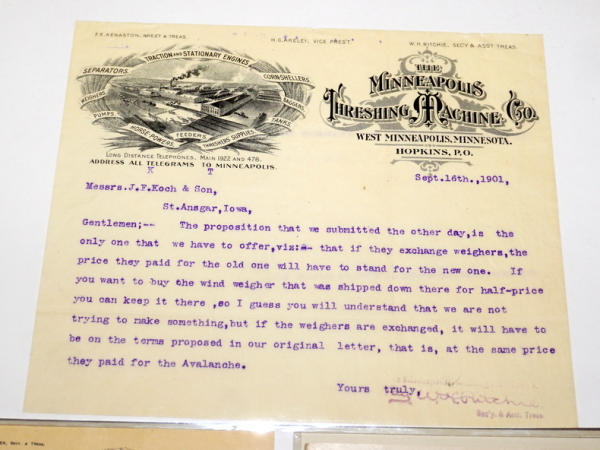 F.E. KENASTON, PREST & TREAS.
H.G. ARELEY, VICE PREST
W.H. RITCHIE, SEC'Y & ASST TREAS.
TRACTION AND STATIONARY ENGINES,
SEPARATORS,
CORNSHELLERS,
WEIGHERS,
BAGGERS,
PUMPS,
TANKS,
HORSE-POWERS,
FEEDERS,
THRESHERS SUPPLIES
THE
MINNEAPOLIS
THRESHING MACHINE CO.
WEST MINNEAPOLIS, MINNESOTA.
HOPKINS, P.O.
LONG DISTANCE TELEPHONES, MAIN 1922 AND 478.
ADDRESS ALL TELEGRAMS TO MINNEAPOLIS.
K T
Sept.16th.,1901,
Messrs.J.F.Koch & Son,
St.Ansgar,Iowa,
Gentlemen;-- The proposition that we submitted the other day,is the
only one that we have to offer,viz:-- that if they exchange weighers,the
price they paid for the old one will have to stand for the new one. If
you want to buy the wind weigher that was shipped down there for half-price
you can keep it there ,so I guess you will understand that we are not
trying to make something,but if the weighers are exchanged, it will have to
be on the terms proposed in our original letter, that is, at the same price
they paid for the Avalanche.
Yours truly,
W.H. Ritchie
Sec'y. & Asst. Treas